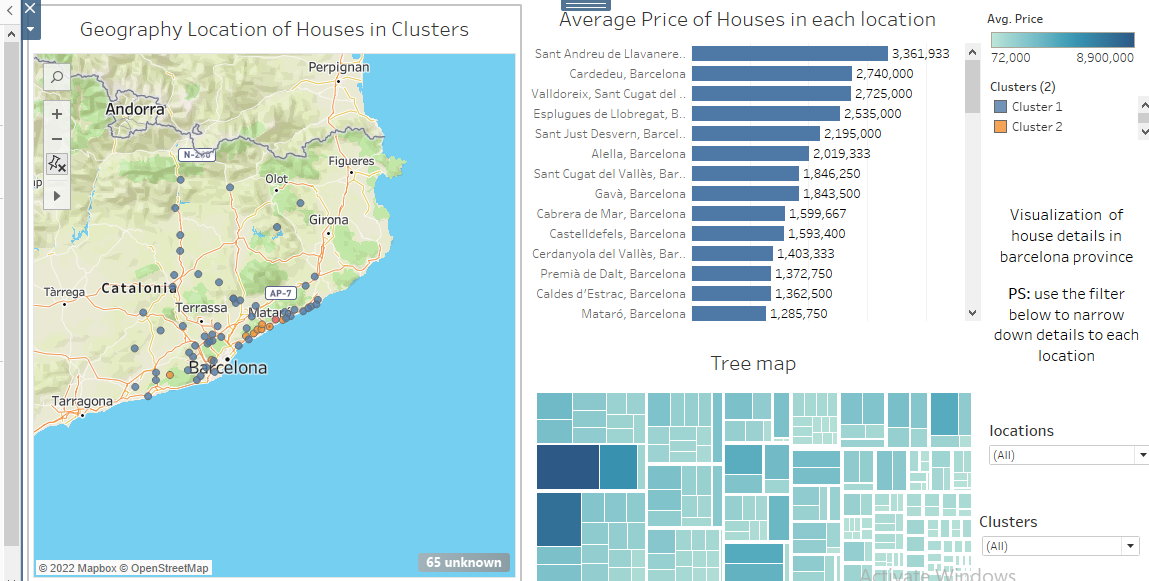 Geography Location of Houses in Clusters
Perpignan
Andorra
N-260
Figueres
Olot
Girona
Catalonia
AP-7
Tàrrega
Terrassa
Mataró
Barcelona
Tarragona
© 2022 Mapbox © OpenStreetMap
65 unknown
Average Price of Houses in each location
Sant Andreu de Llavanere.. 3,361,933
Cardedeu, Barcelona 2,740,000
Valldoreix, Sant Cugat del .. 2,725,000
Esplugues de Llobregat, B.. 2,535,000
Sant Just Desvern, Barcel.. 2,195,000
Alella, Barcelona 2,019,333
Sant Cugat del Vallès, Bar.. 1,846,250
Gavà, Barcelona 1,843,500
Cabrera de Mar, Barcelona 1,599,667
Castelldefels, Barcelona 1,593,400
Cerdanyola del Vallès, Bar.. 1,403,333
Premià de Dalt, Barcelona 1,372,750
Caldes d'Estrac, Barcelona 1,362,500
Mataró, Barcelona 1,285,750
Tree map
Avg. Price
72,000 8,900,000
Clusters (2)
Cluster 1
Cluster 2
Visualization of
house details in
barcelona province
PS: use the filter
below to narrow
down details to each
location
locations
(All)
Clusters
(All)
Activate Windows